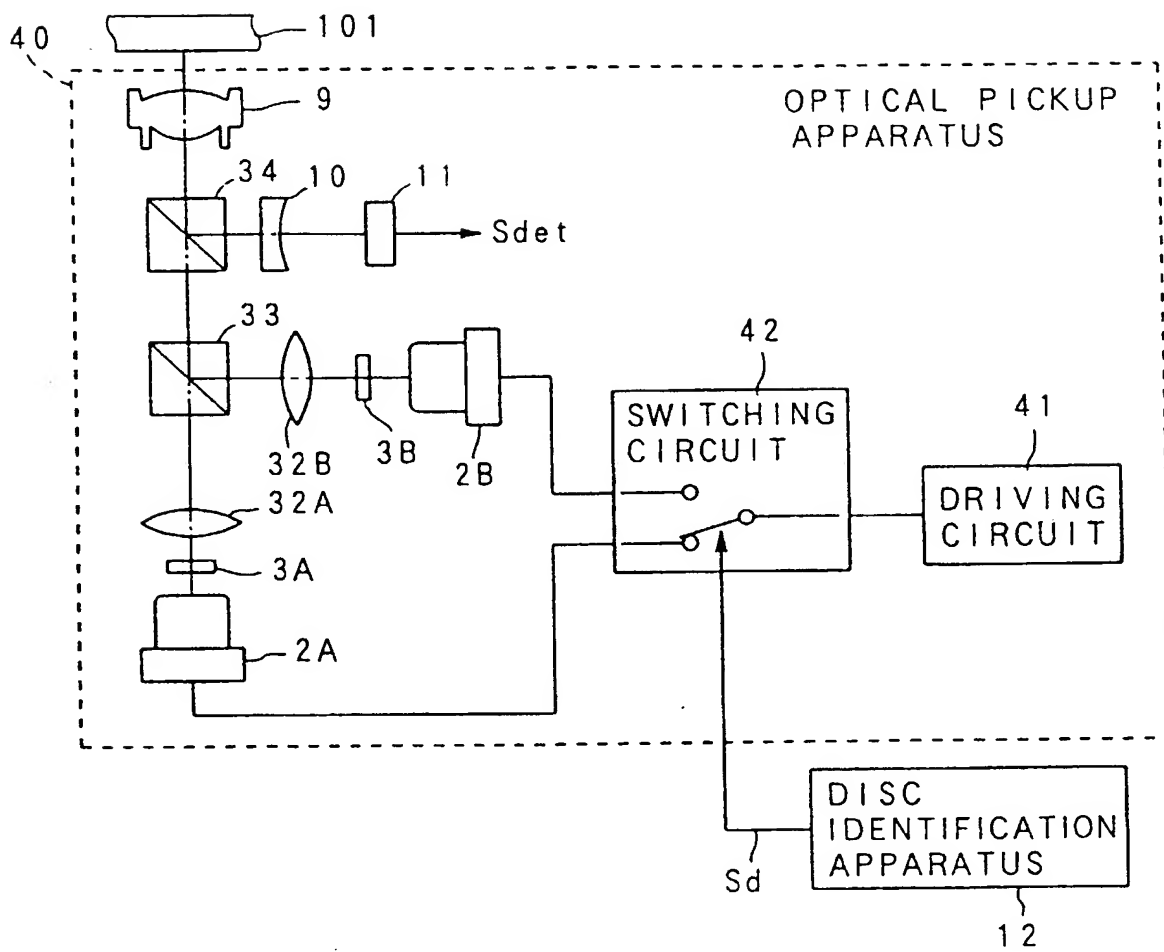 101
40
9
OPTICAL PICKUP
APPARATUS
34
10
11
Sdet
33
42
SWITCHING
CIRCUIT
41
DRIVING
CIRCUIT
32B
3B
2B
32A
3A
2A
DISC
IDENTIFICATION
APPARATUS
Sd
12